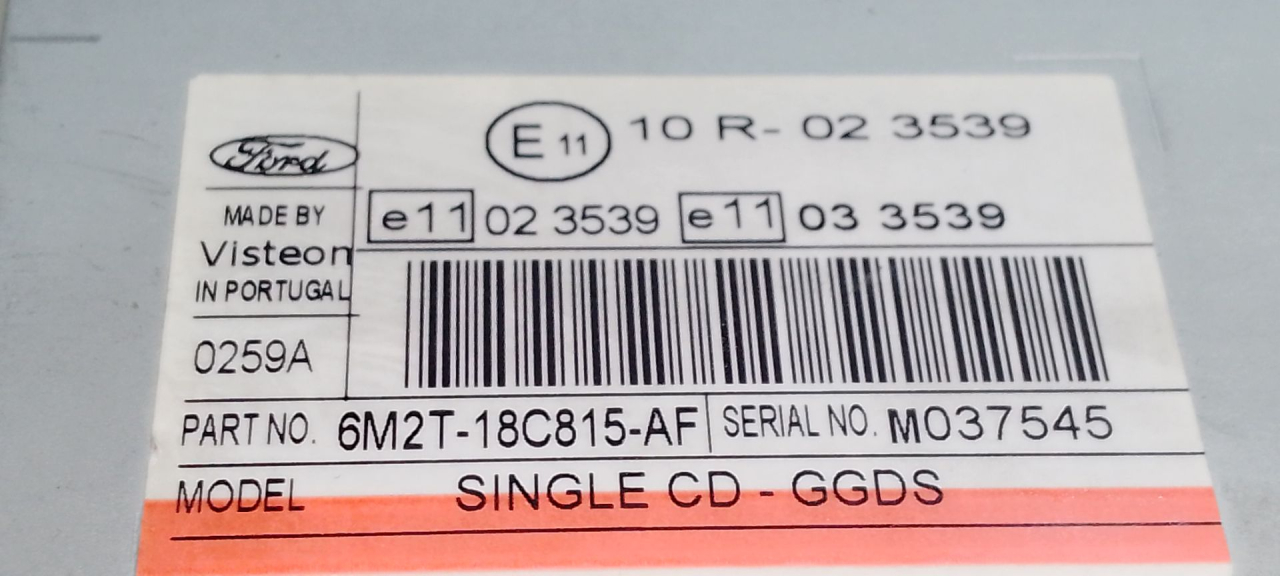 Ford
MADE BY
Visteon
IN PORTUGAL
0259A
E 11 10 R- 02 3539
e11 02 3539 e11 03 3539
PART NO. 6M2T-18C815-AF SERIAL NO. M037545
MODEL SINGLE CD - GGDS